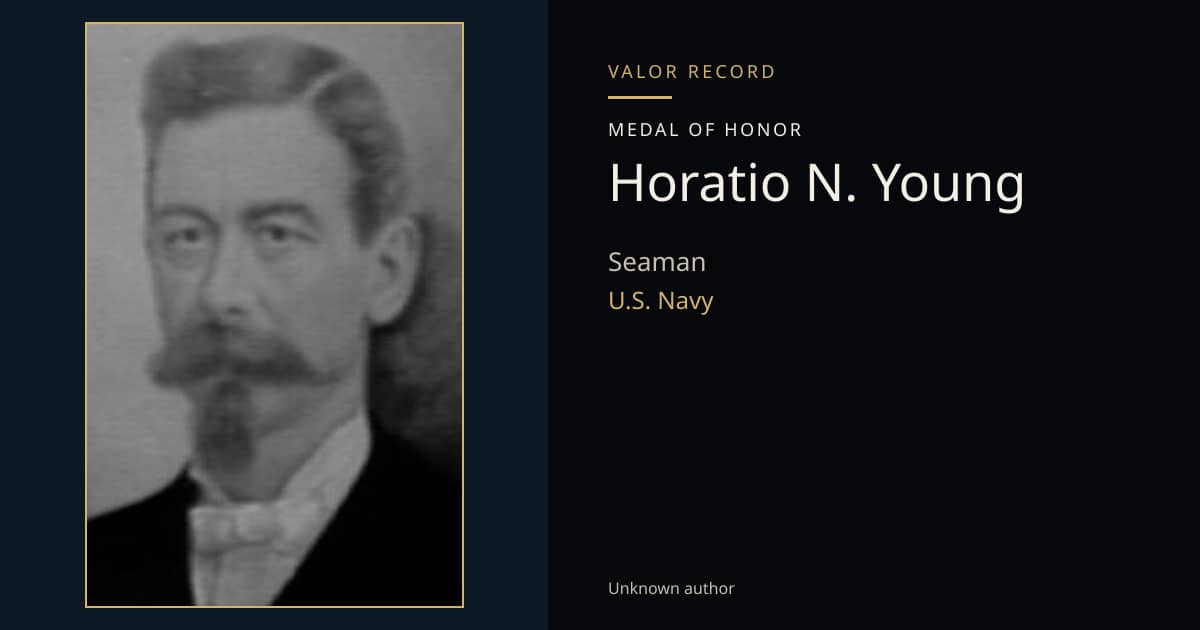 VALOR RECORD
MEDAL OF HONOR
Horatio N. Young
Seaman
U.S. Navy
Unknown author